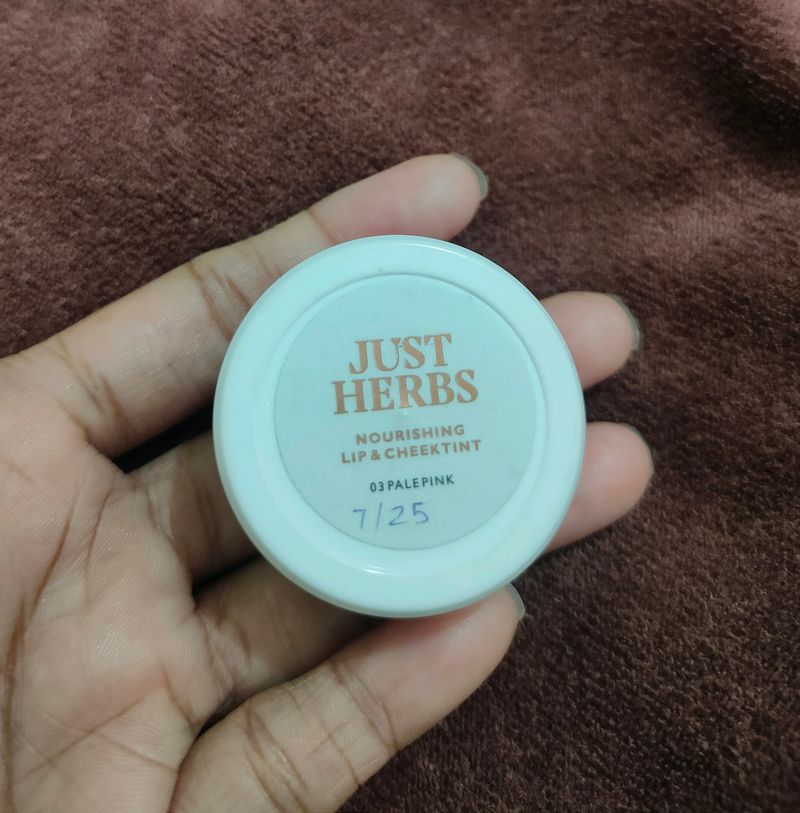 JUST
HERBS
NOURISHING
LIP & CHEEKTINT
03 PALEPINK
7/25